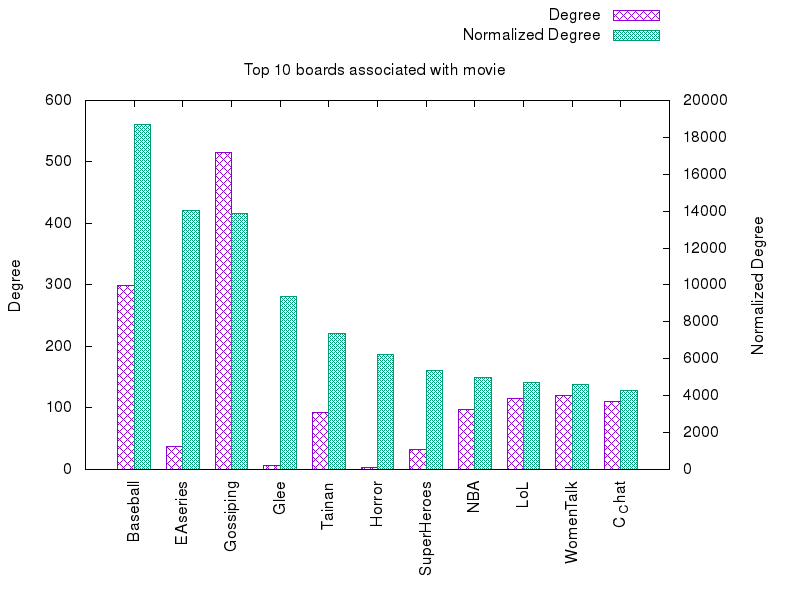 Degree
Normalized Degree
Top 10 boards associated with movie
600
500
400
300
200
100
0
20000
18000
16000
14000
12000
10000
8000
6000
4000
2000
0
Degree
Normalized Degree
Baseball
EAseries
Gossiping
Glee
Tainan
Horror
SuperHeroes
NBA
LoL
WomenTalk
C chat